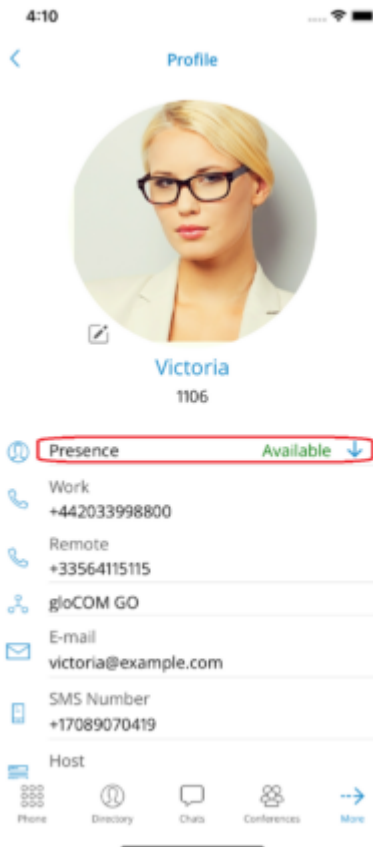 4:10
Profile
Victoria
1106
Presence Available
Work
+442033998800
Remote
+33564115115
gloCOM GO
E-mail
victoria@example.com
SMS Number
+17089070419
Host
Phone Directory Chats Conferences More